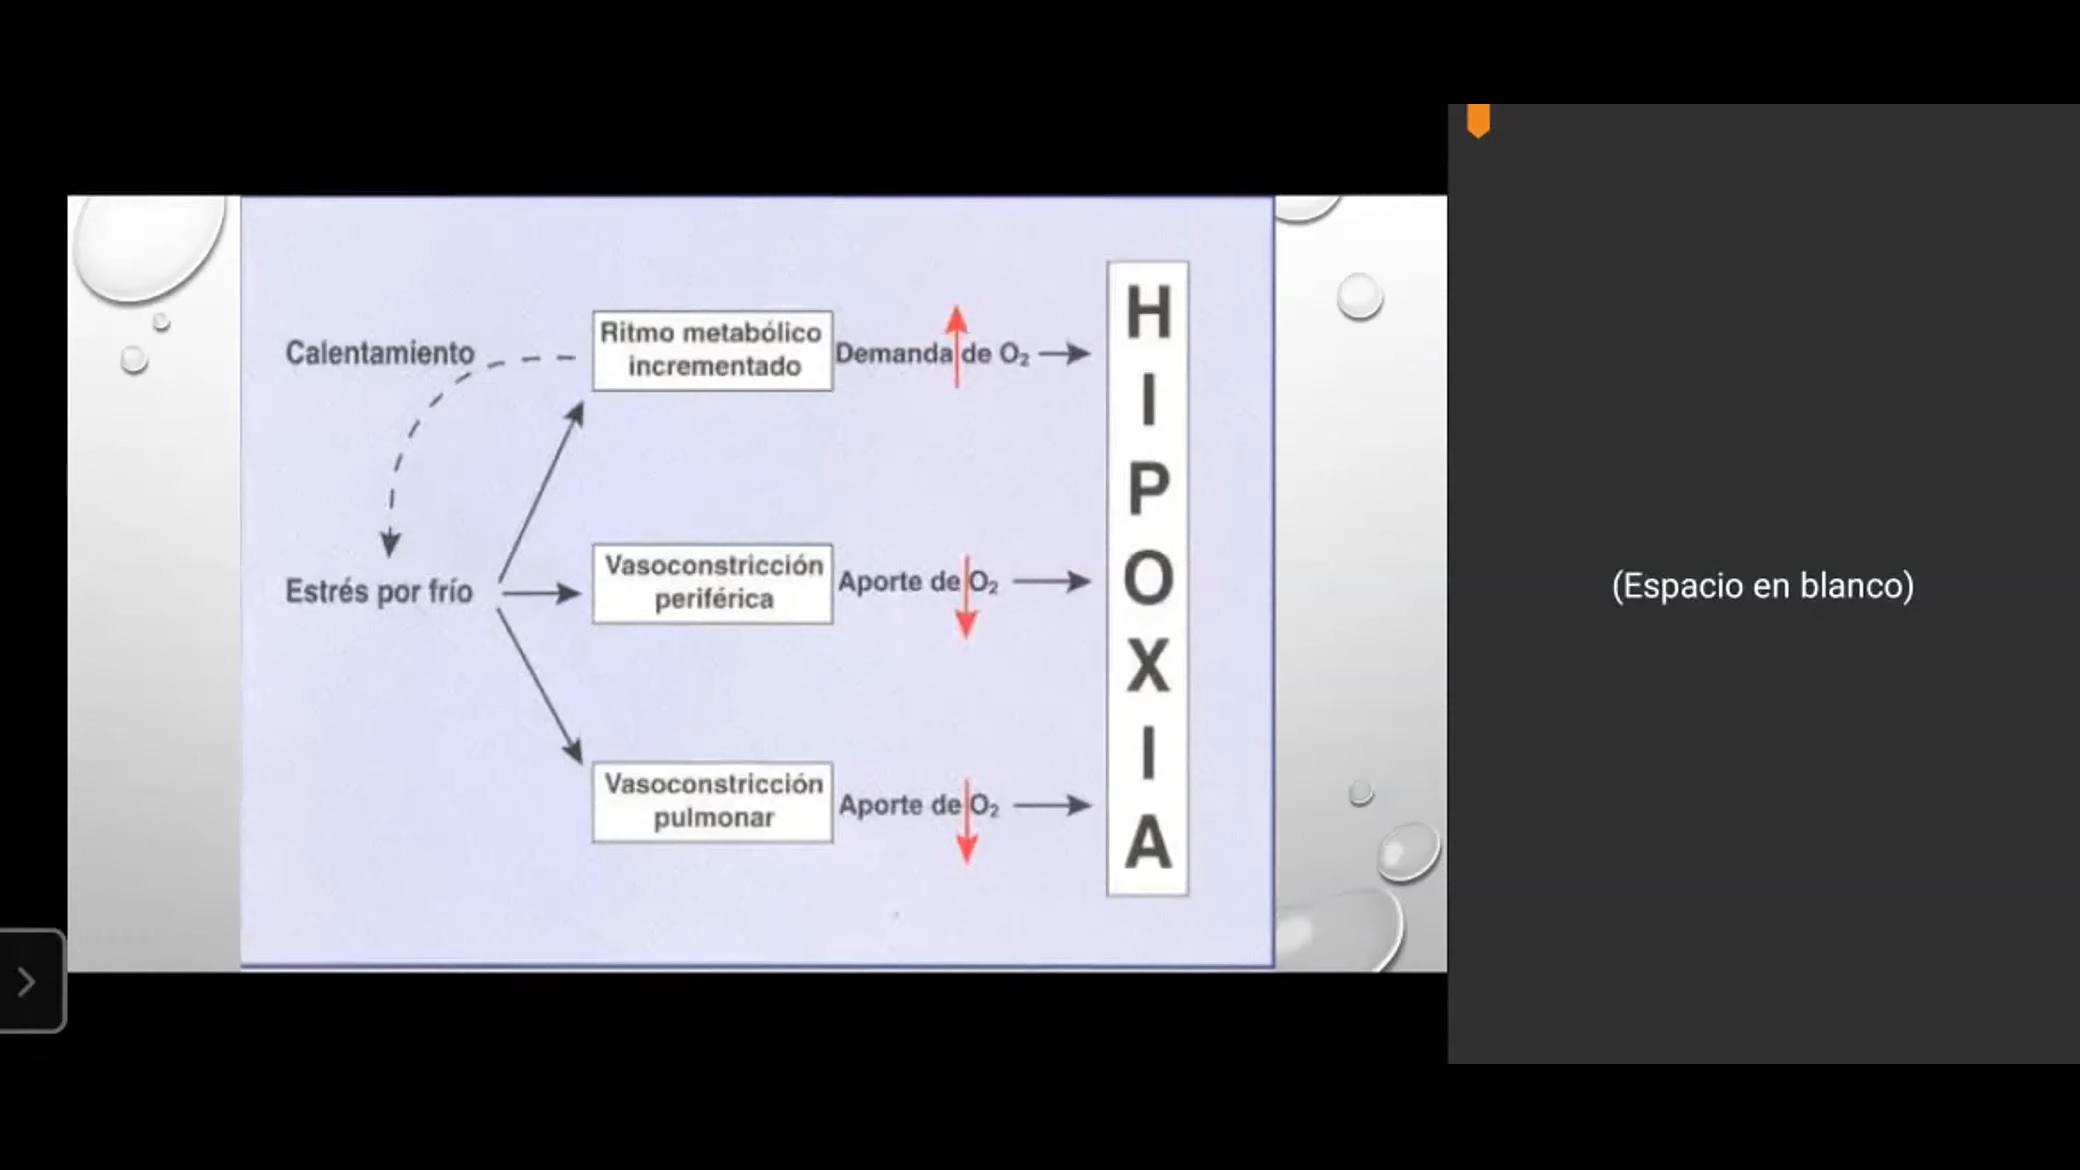 Calentamiento
Ritmo metabólico
incrementado
Demanda de O₂
Estrés por frío
Vasoconstricción
periférica
Aporte de O₂
Vasoconstricción
pulmonar
Aporte de O₂
H
I
P
O
X
I
A
(Espacio en blanco)